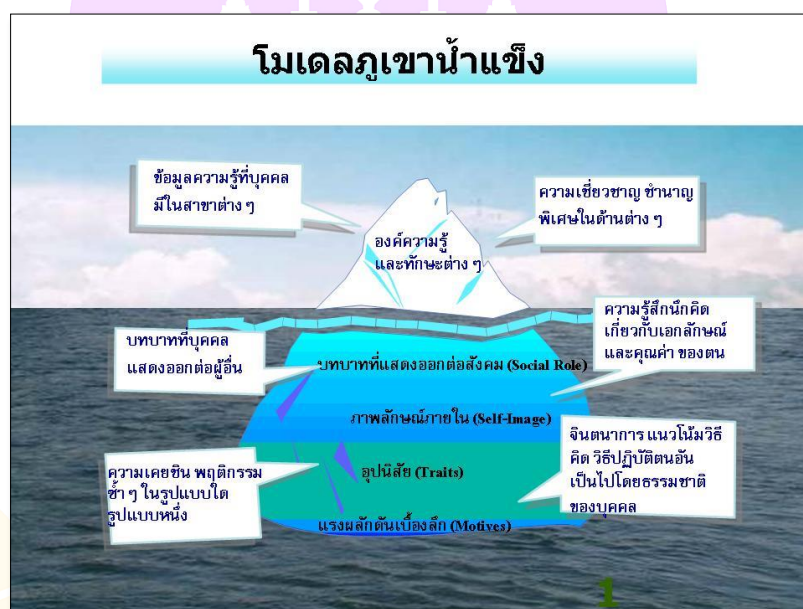 โมเดลภูเขาน้ำแข็ง
ข้อมูลความรู้ที่บุคคล
มีในสาขาต่าง ๆ
ความเชี่ยวชาญ ชำนาญ
พิเศษในด้านต่าง ๆ
องค์ความรู้
และทักษะต่าง ๆ
ความรู้สึกนึกคิด
เกี่ยวกับเอกลักษณ์
และคุณค่า ของตน
บทบาทที่บุคคล
แสดงออกต่อผู้อื่น
บทบาทที่แสดงออกต่อสังคม (Social Role)
ภาพลักษณ์ภายใน (Self-Image)
จินตนาการ แนวโน้มวิธี
คิด วิธีปฏิบัติตนอัน
เป็นไปโดยธรรมชาติ
ของบุคคล
ความเคยชิน พฤติกรรม
ซ้ำ ๆ ในรูปแบบใด
รูปแบบหนึ่ง
อุปนิสัย (Traits)
แรงผลักดันเบื้องลึก (Motives)
1